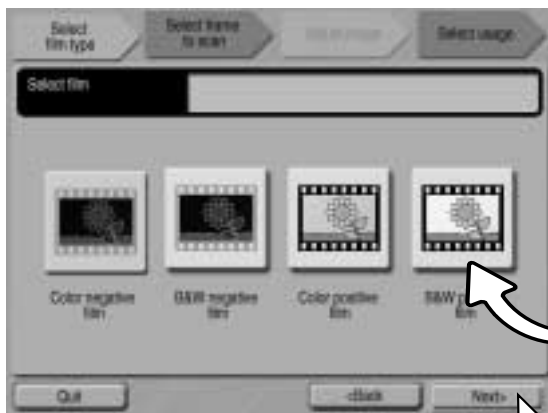 Select
film type
Select frame
to scan
Select usage
Select film
Color negative
film
B&W negative
film
Color positive
film
B&W
film
Quit
<Back
Next>